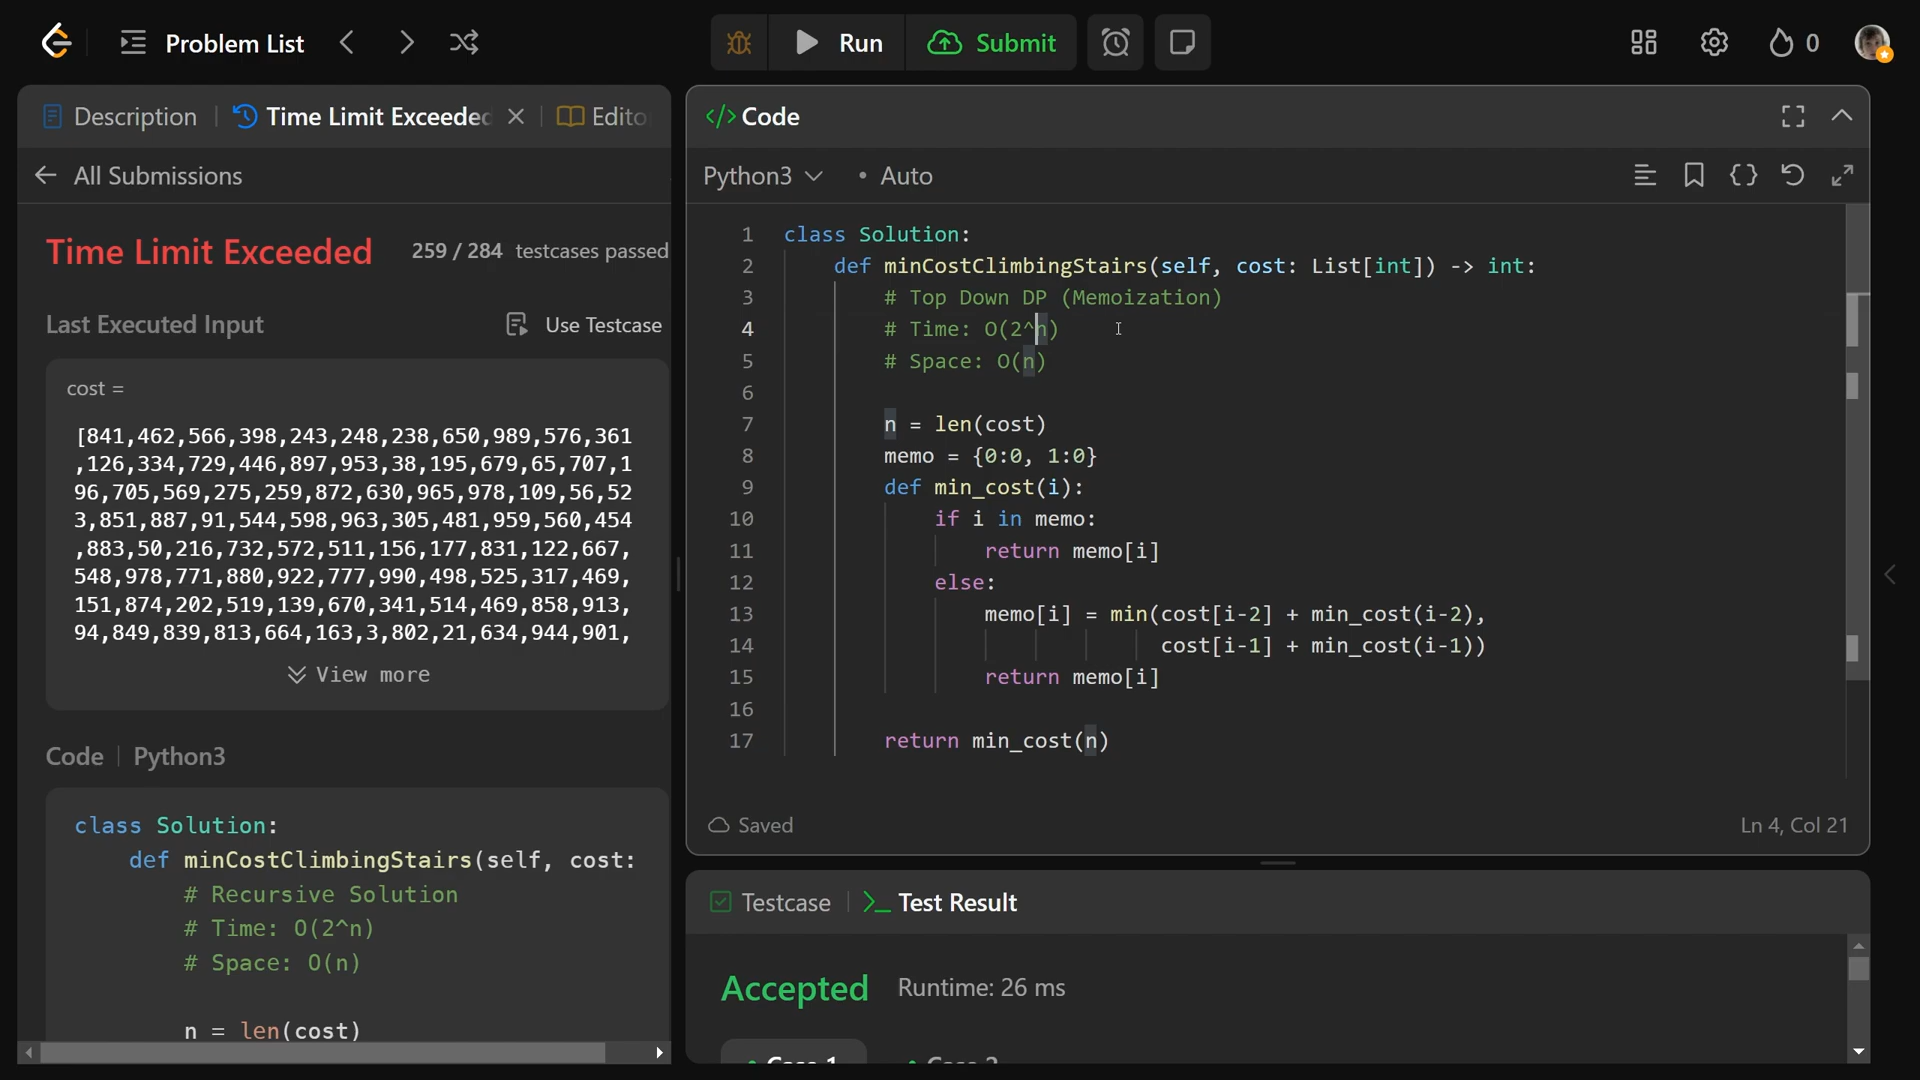 Problem List
Run
Submit
0
Description
Time Limit Exceeded
Edito
All Submissions
Time Limit Exceeded
259 / 284 testcases passed
Last Executed Input
Use Testcase
cost =
[841,462,566,398,243,248,238,650,989,576,361
,126,334,729,446,897,953,38,195,679,65,707,1
96,705,569,275,259,872,630,965,978,109,56,52
3,851,887,91,544,598,963,305,481,959,560,454
,883,50,216,732,572,511,156,177,831,122,667,
548,978,771,880,922,777,990,498,525,317,469,
151,874,202,519,139,670,341,514,469,858,913,
94,849,839,813,664,163,3,802,21,634,944,901,
View more
Code | Python3
class Solution:
def minCostClimbingStairs(self, cost:
# Recursive Solution
# Time: O(2^n)
# Space: O(n)
n = len(cost)
</> Code
Python3
• Auto
1 class Solution:
2 def minCostClimbingStairs(self, cost: List[int]) -> int:
3 # Top Down DP (Memoization)
4 # Time: O(2^n)
5 # Space: O(n)
6
7 n = len(cost)
8 memo = {0:0, 1:0}
9 def min_cost(i):
10 if i in memo:
11 return memo[i]
12 else:
13 memo[i] = min(cost[i-2] + min_cost(i-2),
14 cost[i-1] + min_cost(i-1))
15 return memo[i]
16
17 return min_cost(n)
Saved
Ln 4, Col 21
Testcase
Test Result
Accepted
Runtime: 26 ms
• Case 1
• Case 2